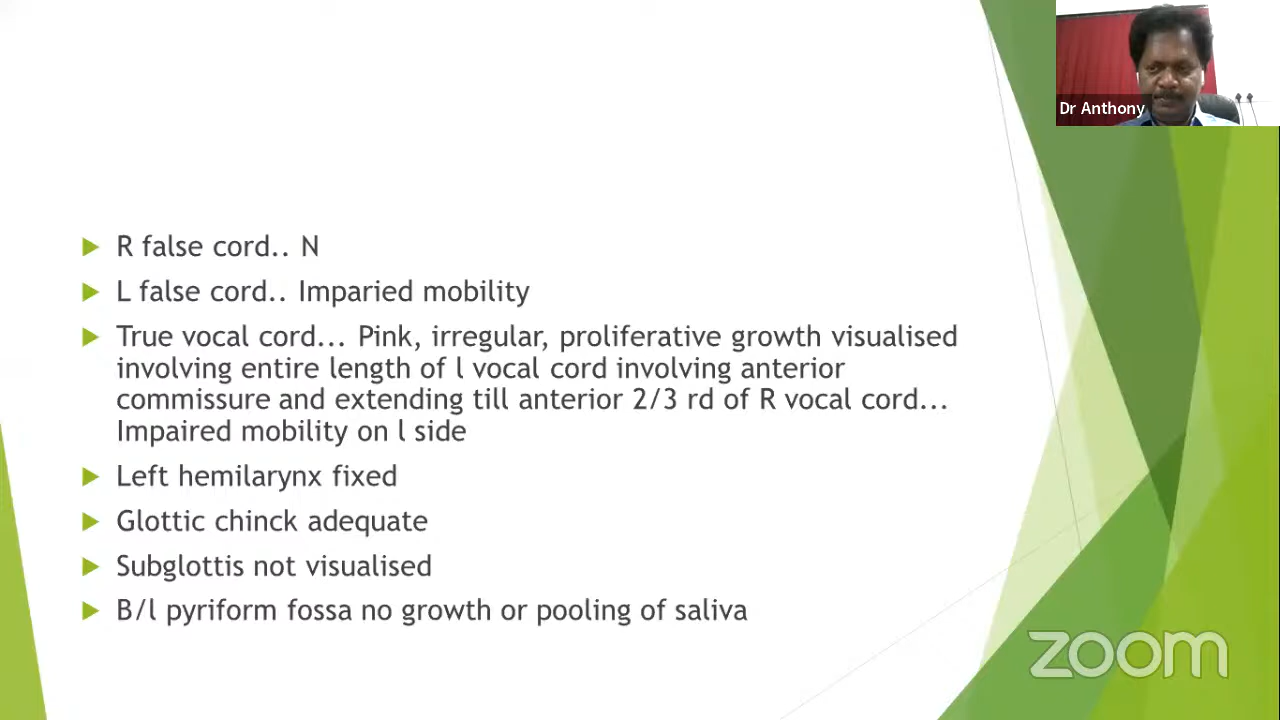 Dr Anthony
R false cord.. N
L false cord.. Imparied mobility
True vocal cord... Pink, irregular, proliferative growth visualised
involving entire length of l vocal cord involving anterior
commissure and extending till anterior 2/3 rd of R vocal cord...
Impaired mobility on l side
Left hemilarynx fixed
Glottic chinck adequate
Subglottis not visualised
B/l pyriform fossa no growth or pooling of saliva
zoom